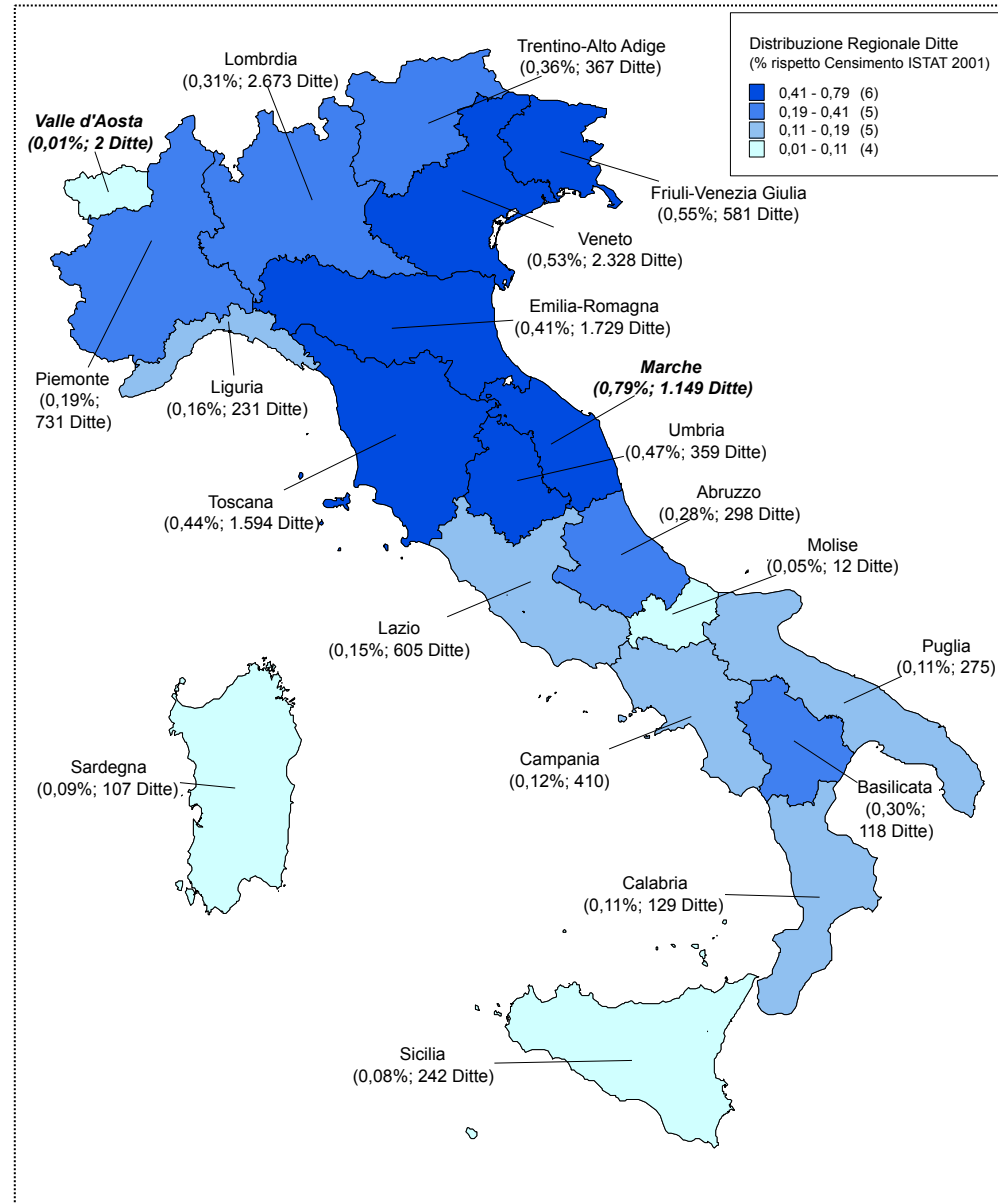 Distribuzione Regionale Ditte
(% rispetto Censimento ISTAT 2001)
0,41 - 0,79 (6)
0,19 - 0,41 (5)
0,11 - 0,19 (5)
0,01 - 0,11 (4)
Trentino-Alto Adige
(0,36%; 367 Ditte)
Lombrdia
(0,31%; 2.673 Ditte)
Valle d'Aosta
(0,01%; 2 Ditte)
Friuli-Venezia Giulia
(0,55%; 581 Ditte)
Veneto
(0,53%; 2.328 Ditte)
Emilia-Romagna
(0,41%; 1.729 Ditte)
Marche
(0,79%; 1.149 Ditte)
Piemonte
(0,19%;
731 Ditte)
Liguria
(0,16%; 231 Ditte)
Umbria
(0,47%; 359 Ditte)
Toscana
(0,44%; 1.594 Ditte)
Abruzzo
(0,28%; 298 Ditte)
Molise
(0,05%; 12 Ditte)
Lazio
(0,15%; 605 Ditte)
Puglia
(0,11%; 275)
Campania
(0,12%; 410)
Sardegna
(0,09%; 107 Ditte)
Basilicata
(0,30%;
118 Ditte)
Calabria
(0,11%; 129 Ditte)
Sicilia
(0,08%; 242 Ditte)